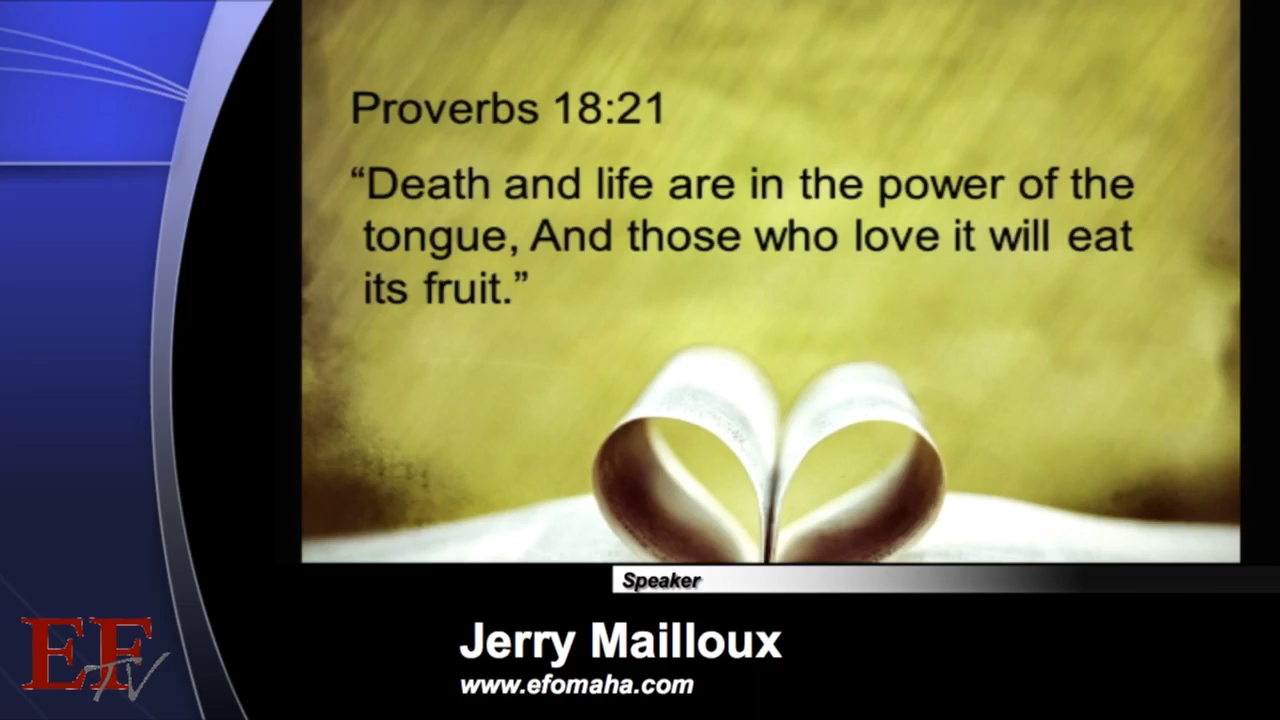 Proverbs 18:21
“Death and life are in the power of the
tongue, And those who love it will eat
its fruit.”
Speaker
Jerry Mailloux
www.efomaha.com
EF
TV